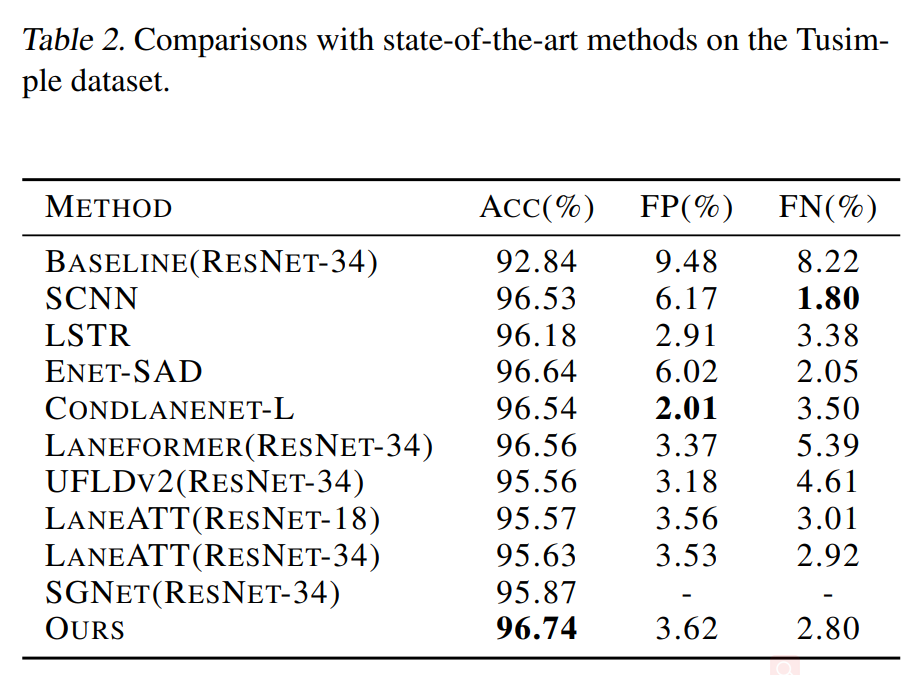 Table 2. Comparisons with state-of-the-art methods on the Tusim-
ple dataset.
METHOD ACC(%) FP(%) FN(%)
BASELINE(RESNET-34) 92.84 9.48 8.22
SCNN 96.53 6.17 1.80
LSTR 96.18 2.91 3.38
ENET-SAD 96.64 6.02 2.05
CONDLANENET-L 96.54 2.01 3.50
LANEFORMER(RESNET-34) 96.56 3.37 5.39
UFLDV2(RESNET-34) 95.56 3.18 4.61
LANEATT(RESNET-18) 95.57 3.56 3.01
LANEATT(RESNET-34) 95.63 3.53 2.92
SGNET(RESNET-34) 95.87 - -
OURS 96.74 3.62 2.80